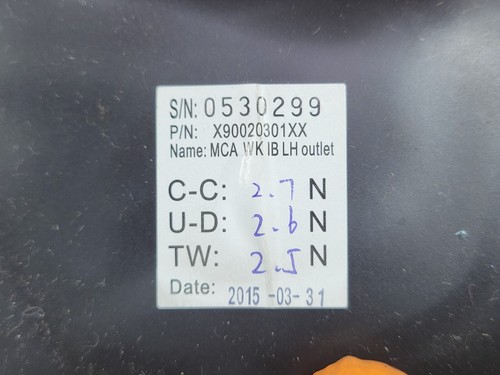 S/N: 0530299
P/N: X90020301XX
Name: MCA WK IB LH outlet
C-C: 2.7 N
U-D: 2.6 N
TW: 2.5 N
Date: 2015-03-31